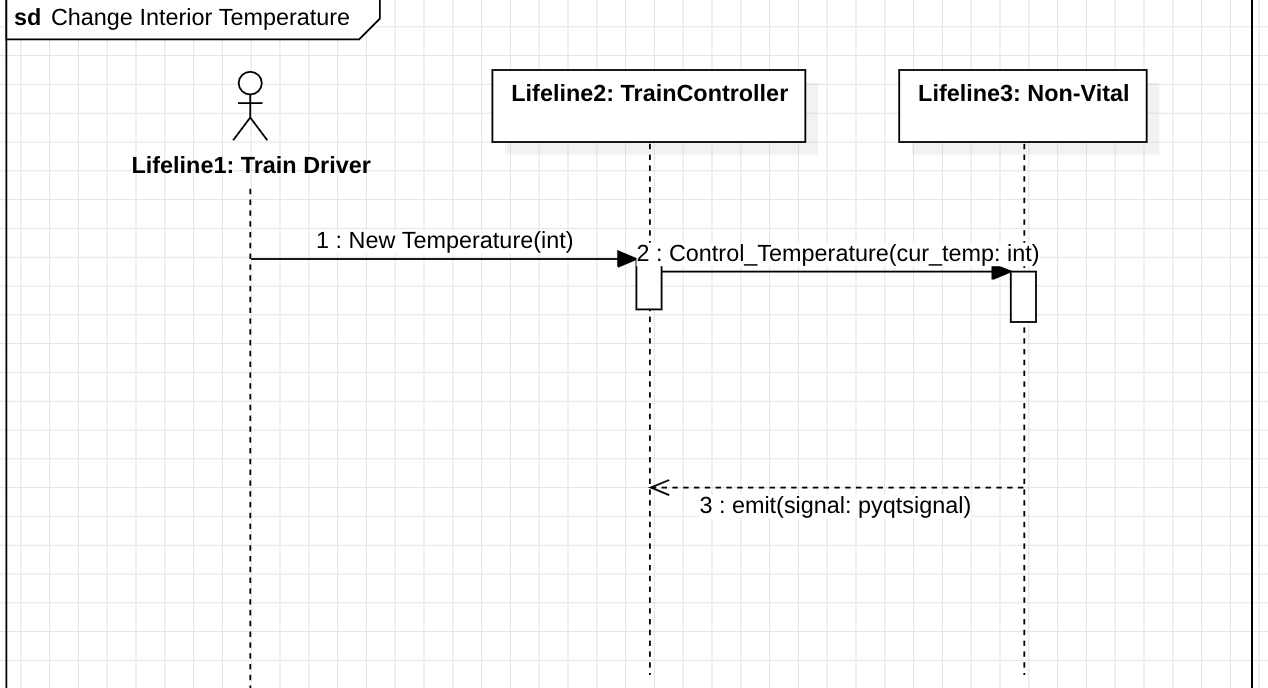 sd Change Interior Temperature
Lifeline2: TrainController
Lifeline3: Non-Vital
Lifeline1: Train Driver
1 : New Temperature(int)
2 : Control_Temperature(cur_temp: int)
3 : emit(signal: pyqtsignal)